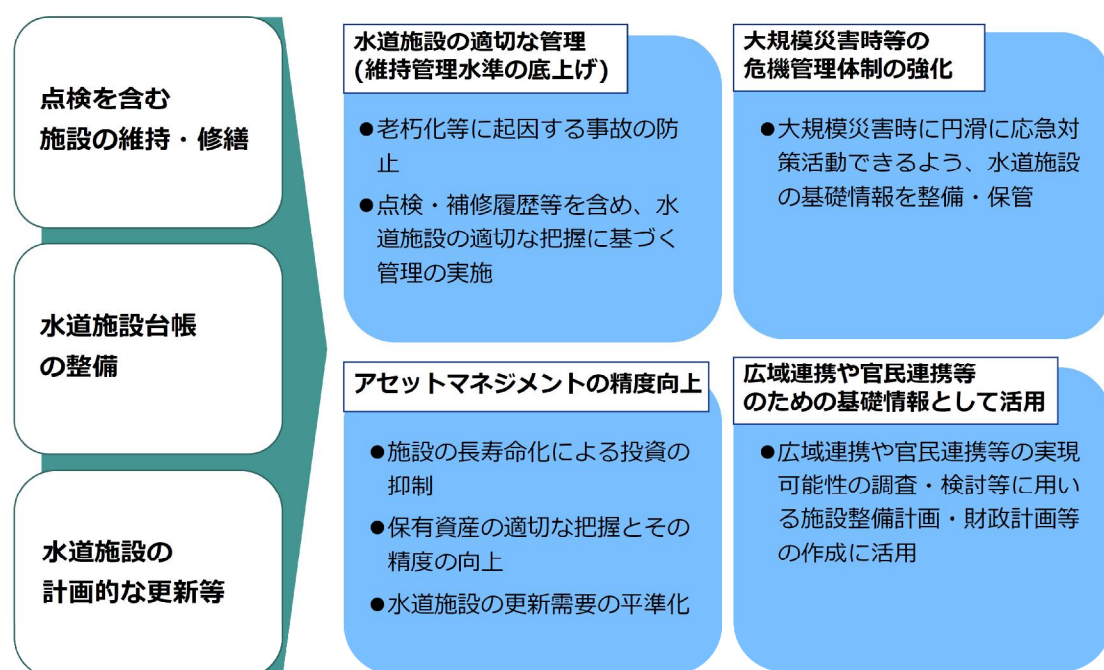 点検を含む
施設の維持・修繕
水道施設台帳
の整備
水道施設の
計画的な更新等
水道施設の適切な管理
(維持管理水準の底上げ)
●老朽化等に起因する事故の防
止
●点検・補修履歴等を含め、水
道施設の適切な把握に基づく
管理の実施
大規模災害時等の
危機管理体制の強化
●大規模災害時に円滑に応急対
策活動できるよう、水道施設
の基礎情報を整備・保管
アセットマネジメントの精度向上
●施設の長寿命化による投資の
抑制
●保有資産の適切な把握とその
精度の向上
●水道施設の更新需要の平準化
広域連携や官民連携等
のための基礎情報として活用
●広域連携や官民連携等の実現
可能性の調査・検討等に用い
る施設整備計画・財政計画等
の作成に活用